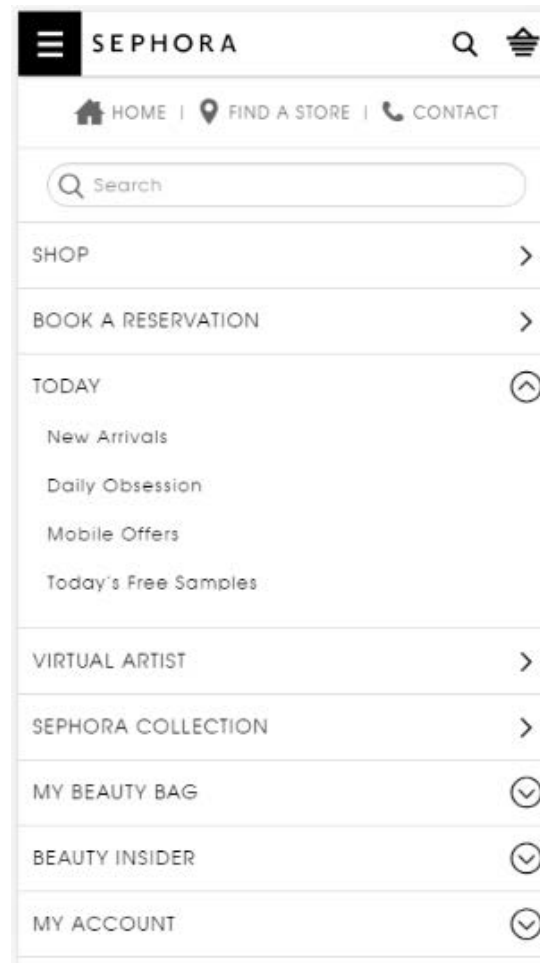 SEPHORA
HOME | FIND A STORE | CONTACT
Search
SHOP
BOOK A RESERVATION
TODAY
New Arrivals
Daily Obsession
Mobile Offers
Today's Free Samples
VIRTUAL ARTIST
SEPHORA COLLECTION
MY BEAUTY BAG
BEAUTY INSIDER
MY ACCOUNT